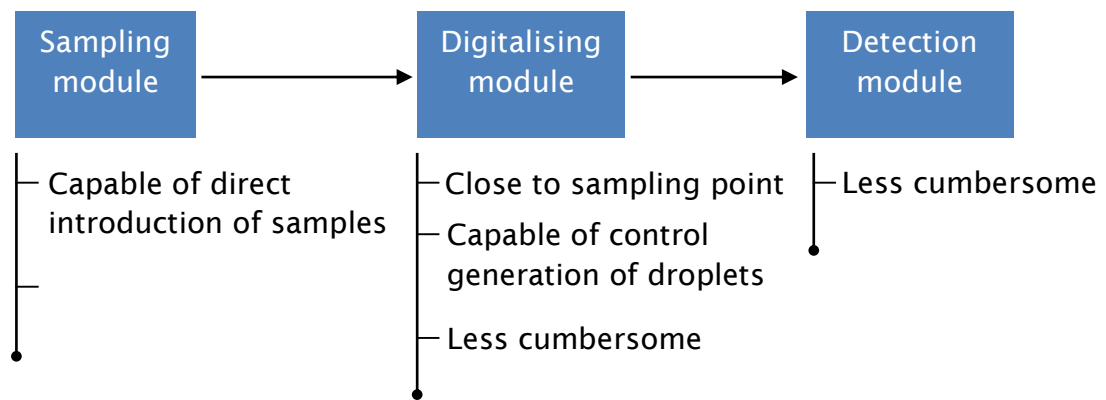 Sampling
module
Digitalising
module
Detection
module
Capable of direct
introduction of samples
Close to sampling point
Capable of control
generation of droplets
Less cumbersome
Less cumbersome